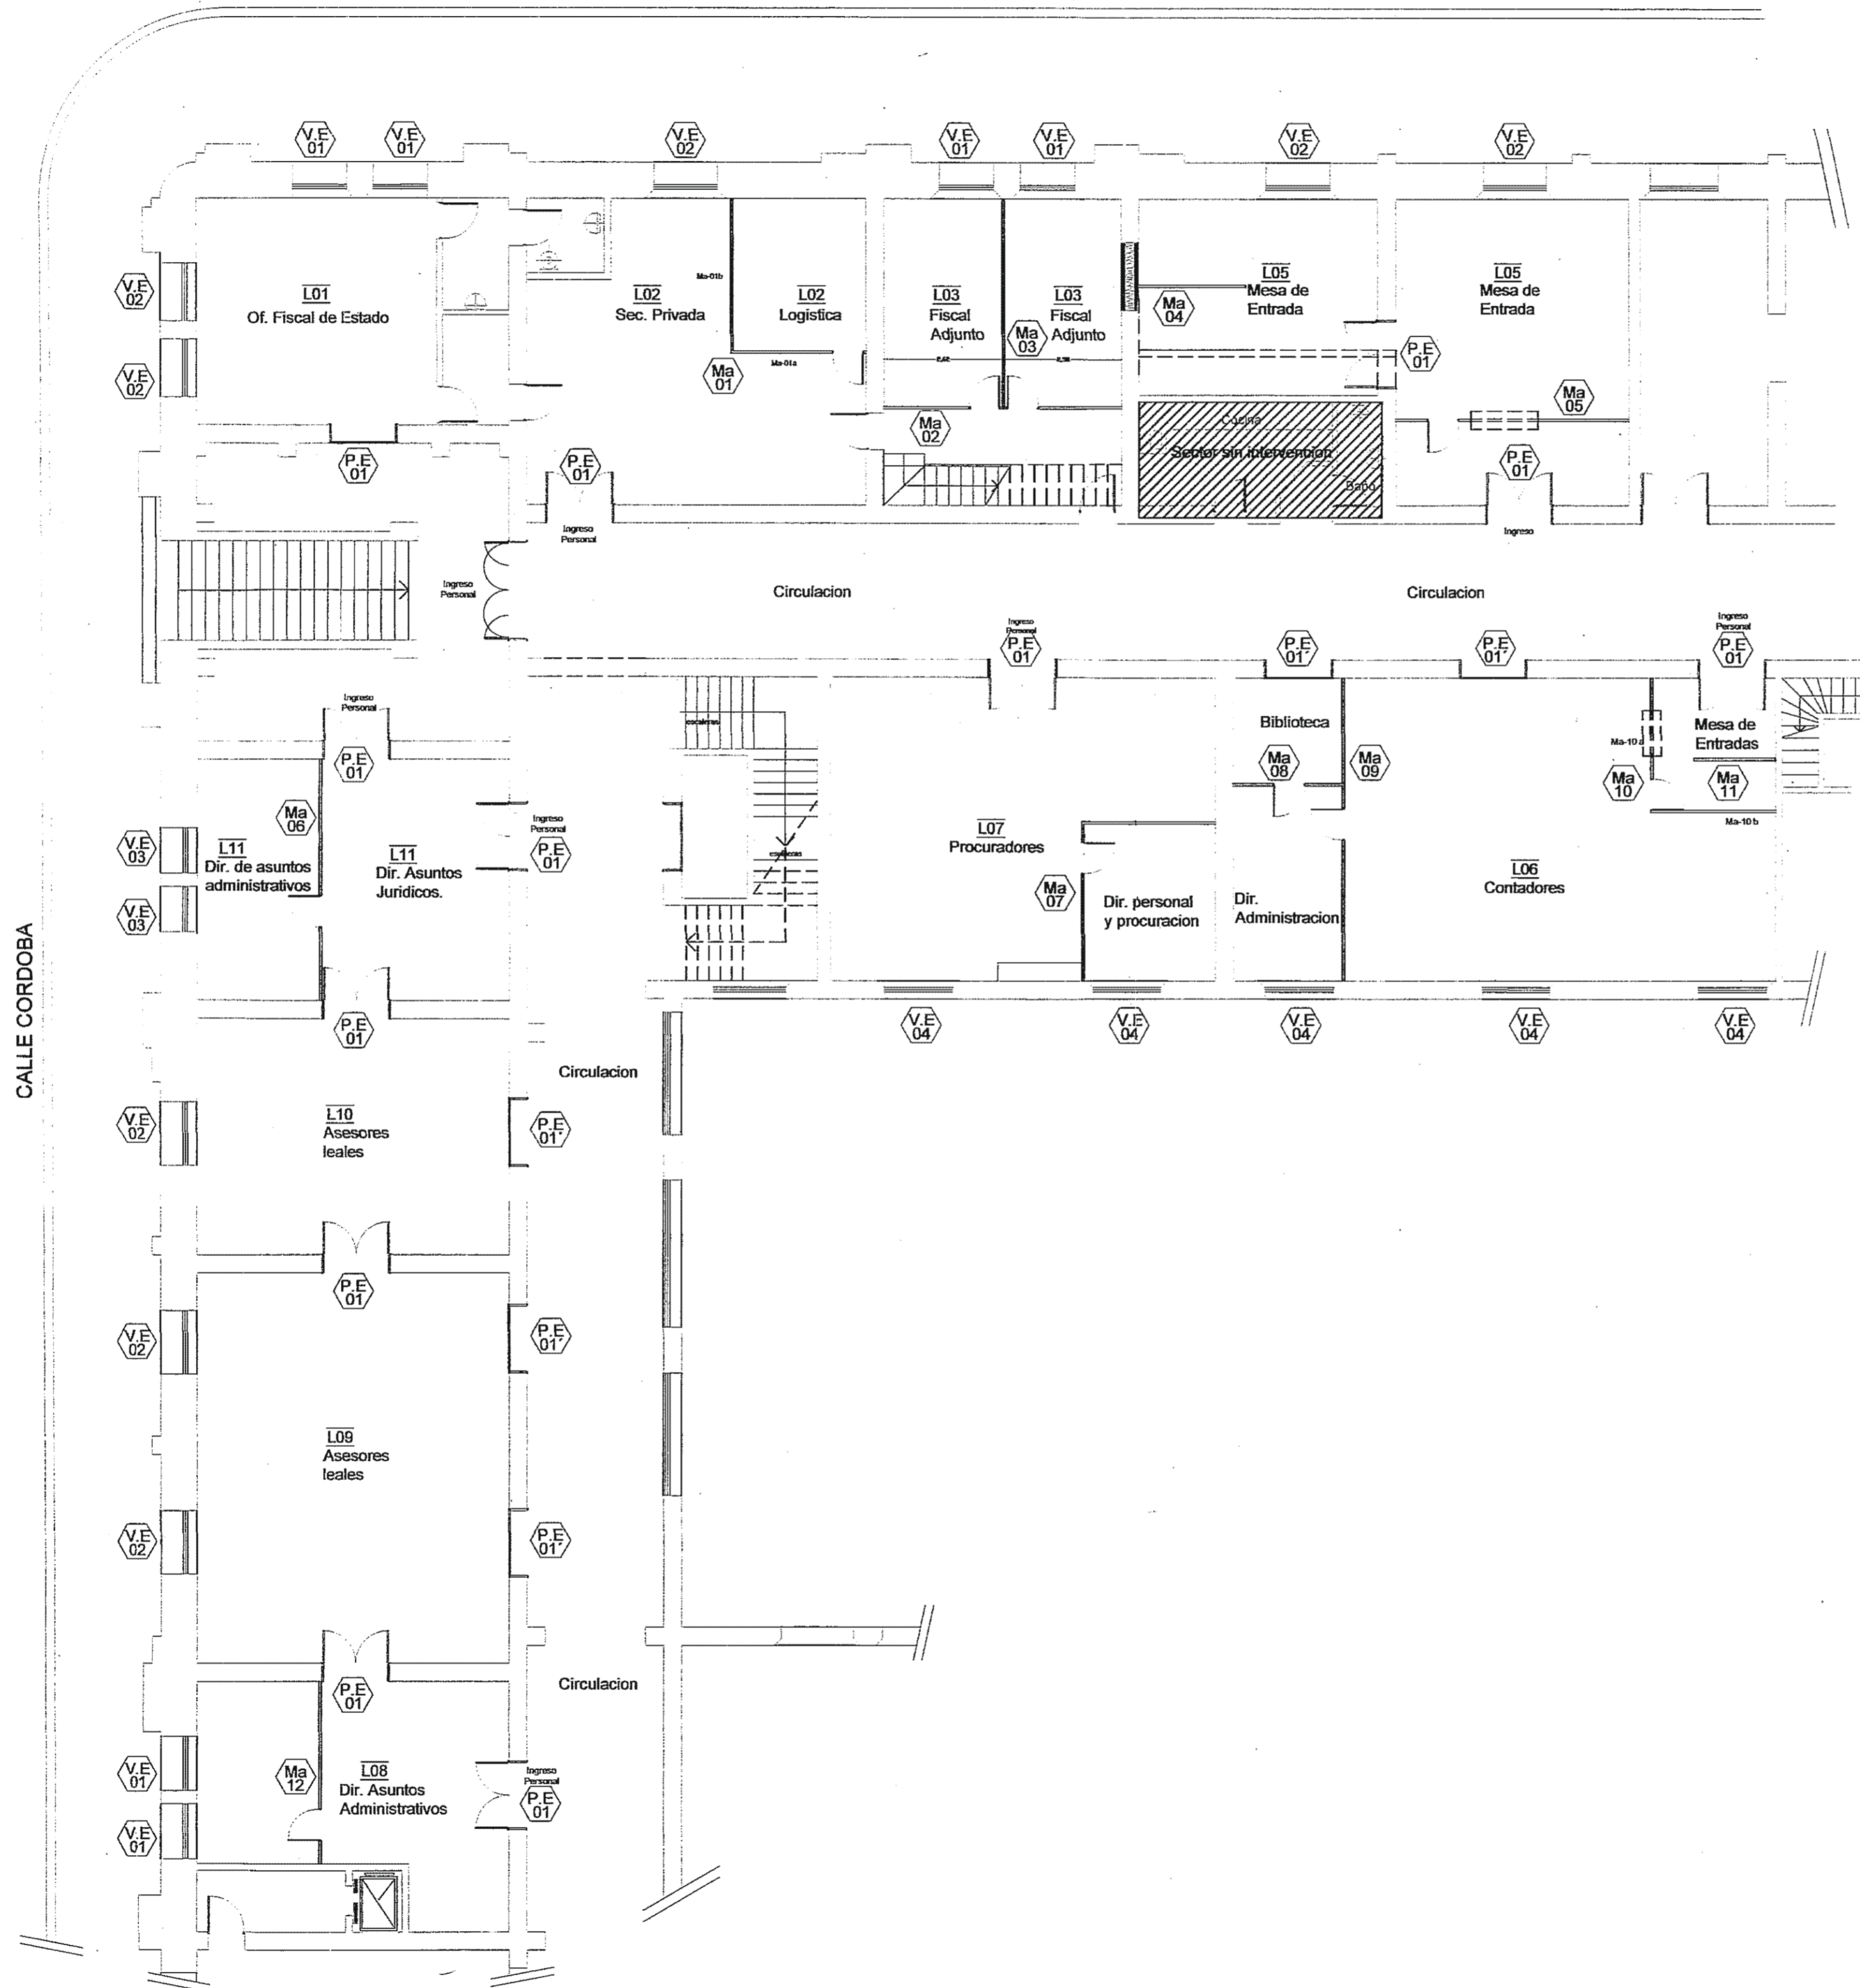 V.E
01
V.E
01
V.E
02
V.E
01
V.E
01
V.E
02
V.E
02
V.E
02
L01
Of. Fiscal de Estado
V.E
02
Ma-01b
L02
Sec. Privada
L02
Logistica
Ma
01
Ma-01a
L03
Fiscal
Adjunto
Ma
03
L03
Fiscal
Adjunto
Ma
02
Ma
04
L05
Mesa de
Entrada
P.E
01
L05
Mesa de
Entrada
Ma
05
Cocina
Sector sin intervencion
Baño
P.E
01
P.E
01
P.E
01
Ingreso
Personal
Ingreso
Ingreso
Personal
Circulacion
Circulacion
Ingreso
Personal
P.E
01
P.E
01'
P.E
01'
Ingreso
Personal
P.E
01
Ingreso
Personal
P.E
01
escaleras
Biblioteca
Ma
08
Ma
09
Ma-10 a
Mesa de
Entradas
Ma
10
Ma
11
Ma-10 b
Ma
06
V.E
03
L11
Dir. de asuntos
administrativos
L11
Dir. Asuntos
Juridicos.
Ingreso
Personal
P.E
01
escaleras
L07
Procuradores
Ma
07
Dir. personal
y procuracion
Dir.
Administracion
L06
Contadores
V.E
03
P.E
01
V.E
04
V.E
04
V.E
04
V.E
04
V.E
04
CALLE CORDOBA
Circulacion
V.E
02
L10
Asesores
leales
P.E
01'
P.E
01
V.E
02
P.E
01'
L09
Asesores
leales
V.E
02
P.E
01'
P.E
01
Circulacion
V.E
01
Ma
12
L08
Dir. Asuntos
Administrativos
Ingreso
Personal
P.E
01
V.E
01